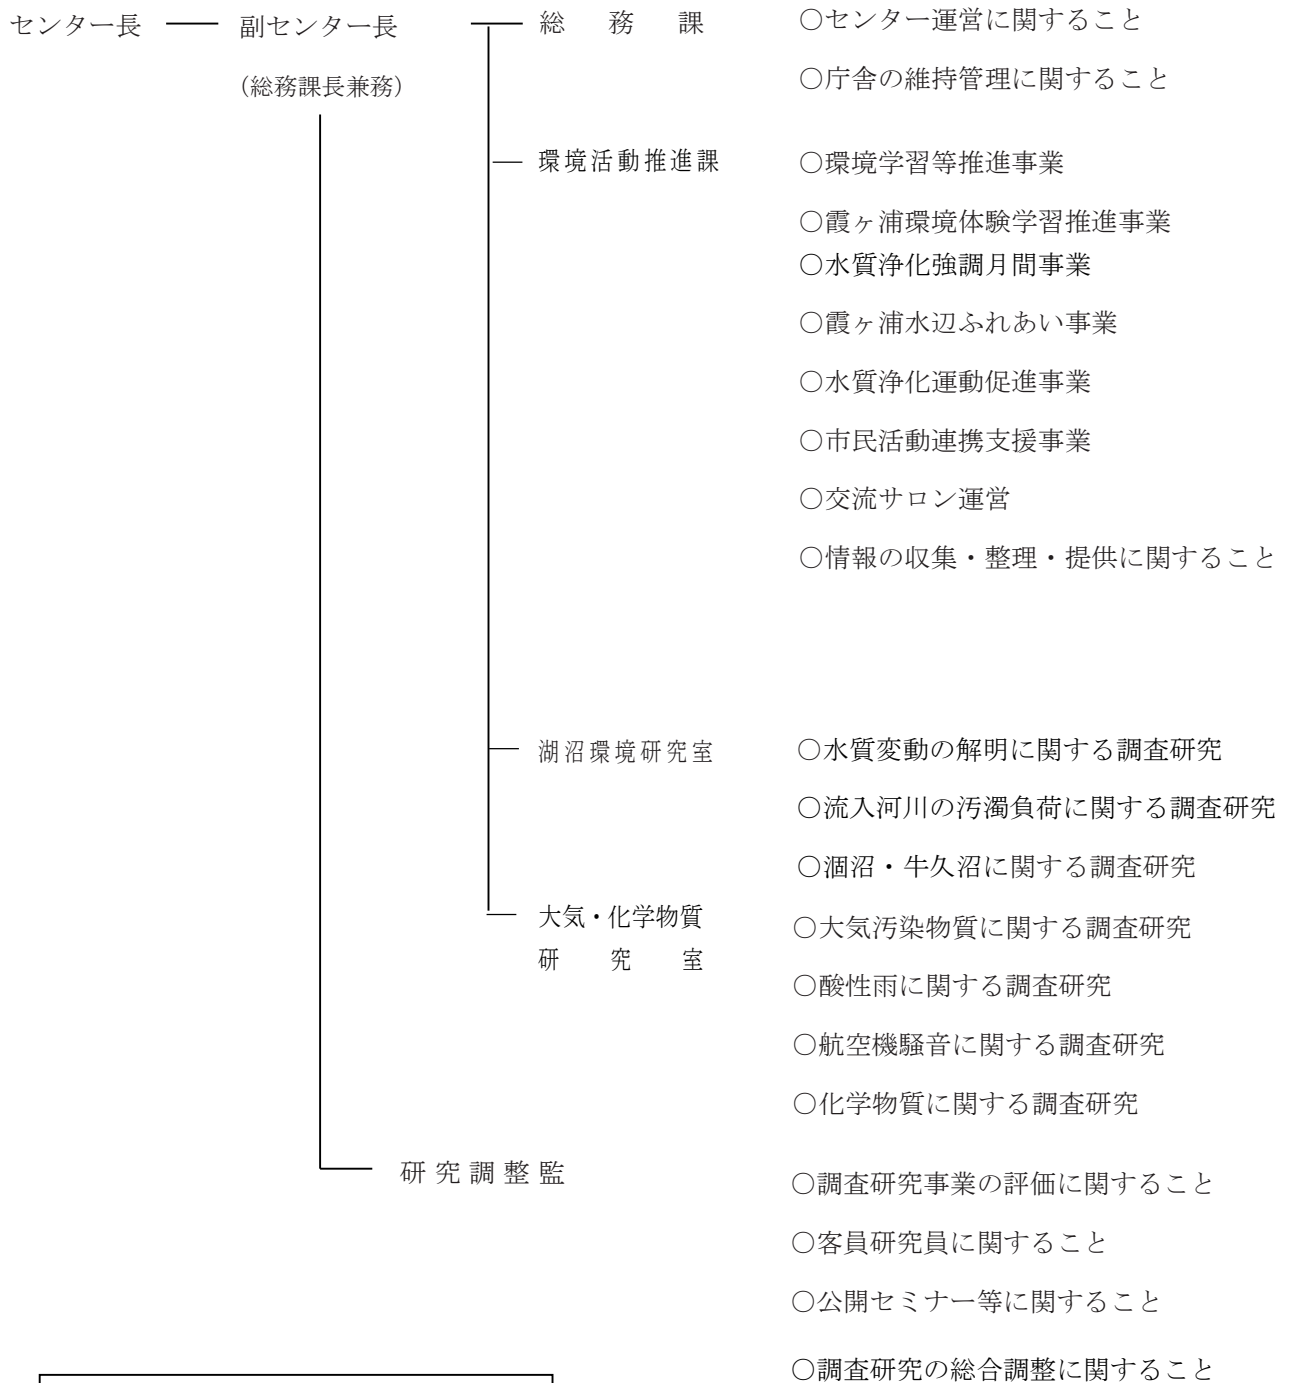 センター長 副センター長 総務課 ○センター運営に関すること
(総務課長兼務) ○庁舎の維持管理に関すること
環境活動推進課 ○環境学習等推進事業
○霞ヶ浦環境体験学習推進事業
○水質浄化強調月間事業
○霞ヶ浦水辺ふれあい事業
○水質浄化運動促進事業
○市民活動連携支援事業
○交流サロン運営
○情報の収集・整理・提供に関すること
湖沼環境研究室 ○水質変動の解明に関する調査研究
○流入河川の汚濁負荷に関する調査研究
○涸沼・牛久沼に関する調査研究
大気・化学物質 ○大気汚染物質に関する調査研究
研究室
○酸性雨に関する調査研究
○航空機騒音に関する調査研究
○化学物質に関する調査研究
研究調整監 ○調査研究事業の評価に関すること
○客員研究員に関すること
○公開セミナー等に関すること
○調査研究の総合調整に関すること